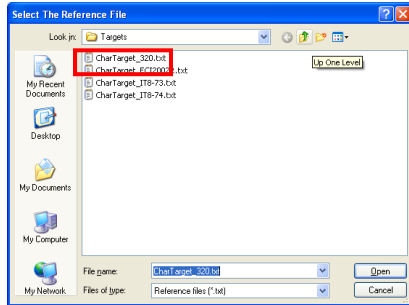 Select The Reference File
Look in: Targets
Up One Level
CharTarget_320.txt
CharTarget_ECI2002.txt
CharTarget_IT8-73.txt
CharTarget_IT8-74.txt
My Recent
Documents
Desktop
My Documents
My Computer
My Network
File name: CharTarget_320.txt Open
Files of type: Reference files (*.txt) Cancel